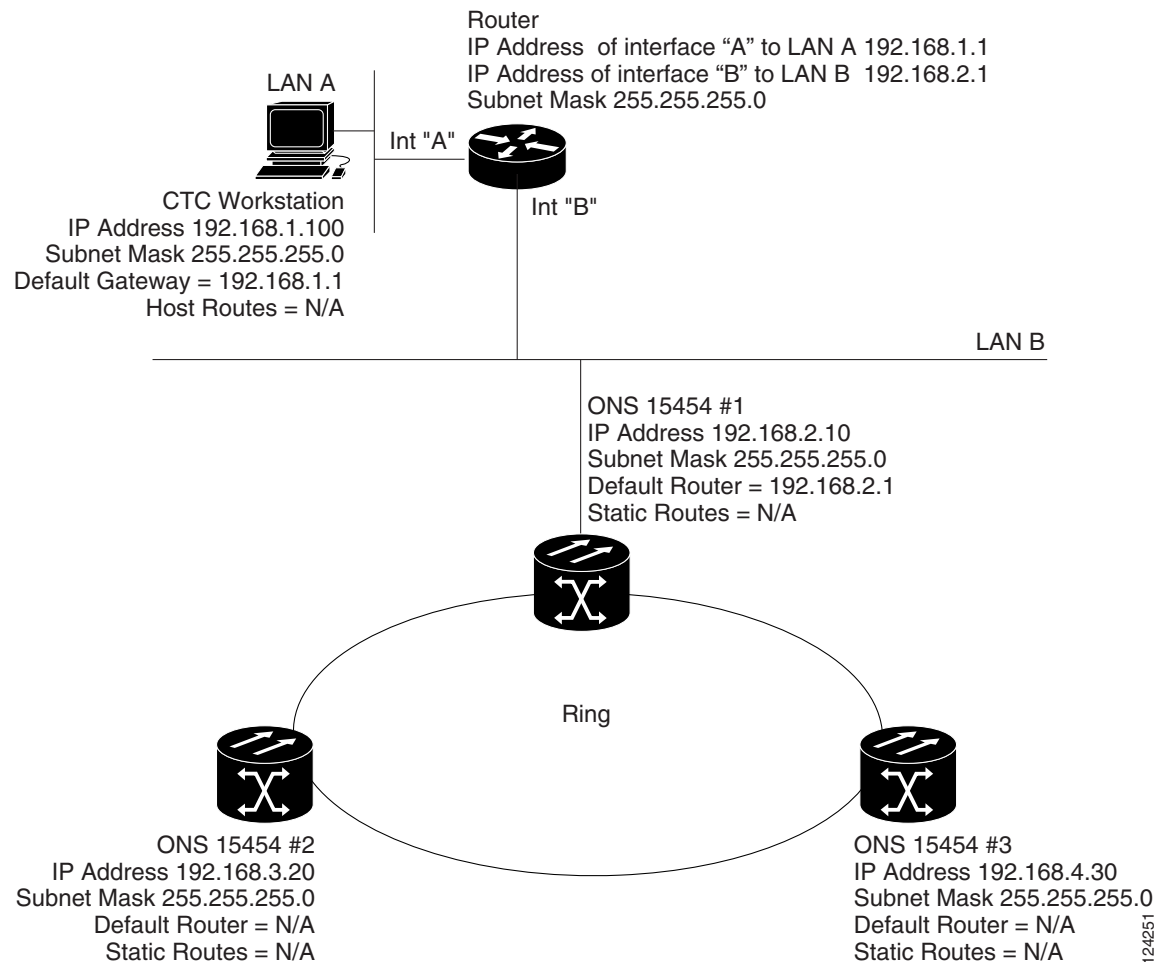 Router
IP Address of interface “A” to LAN A 192.168.1.1
IP Address of interface “B” to LAN B 192.168.2.1
Subnet Mask 255.255.255.0
LAN A
Int "A"
Int "B"
CTC Workstation
IP Address 192.168.1.100
Subnet Mask 255.255.255.0
Default Gateway = 192.168.1.1
Host Routes = N/A
LAN B
ONS 15454 #1
IP Address 192.168.2.10
Subnet Mask 255.255.255.0
Default Router = 192.168.2.1
Static Routes = N/A
Ring
ONS 15454 #2
IP Address 192.168.3.20
Subnet Mask 255.255.255.0
Default Router = N/A
Static Routes = N/A
ONS 15454 #3
IP Address 192.168.4.30
Subnet Mask 255.255.255.0
Default Router = N/A
Static Routes = N/A
124251